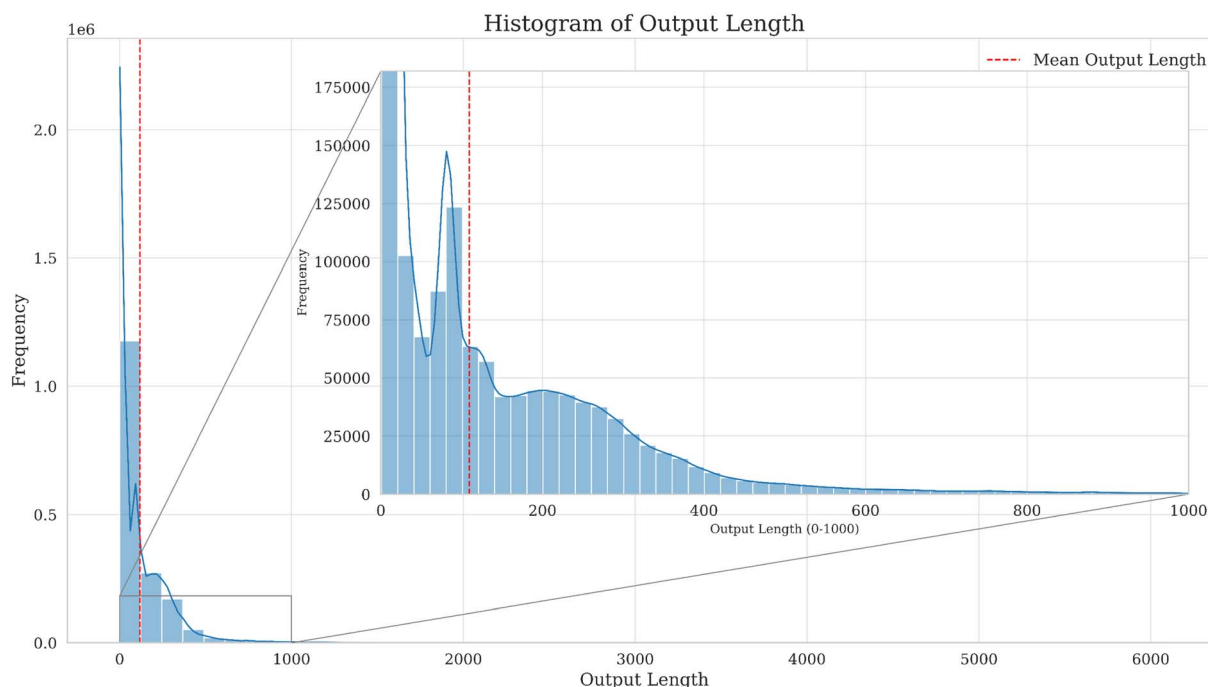 Histogram of Output Length
1e6
Mean Output Length
Frequency
2.0
1.5
1.0
0.5
0.0
0 1000 2000 3000 4000 5000 6000
Output Length
Frequency
175000
150000
125000
100000
75000
50000
25000
0
0 200 400 600 800 1000
Output Length (0-1000)